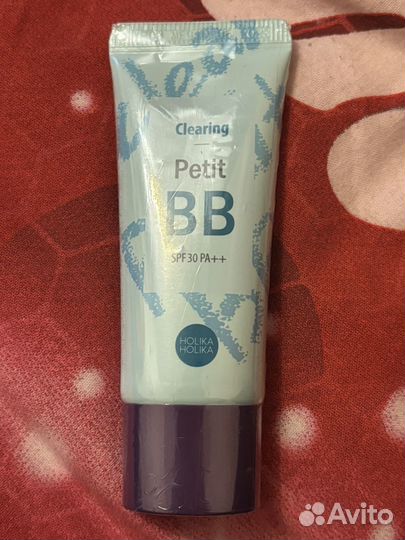 Clearing
Petit
BB
SPF30 PA++
HOLIKA
HOLIKA
Avito